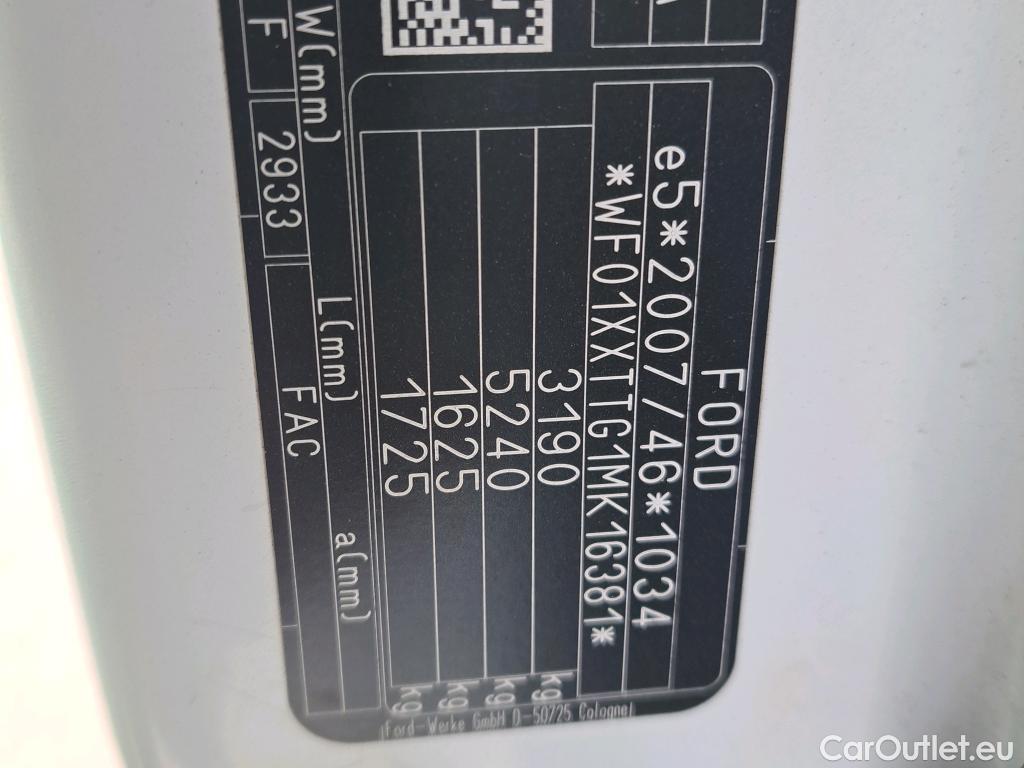 FORD
e5*2007/46*1034
*WF01XXTTG1MK16381*
3190 kg
5240 kg
1625 kg
1725 kg
W(mm) L(mm) a(mm)
F 2933 FAC
Ford-Werke GmbH D-50725 Cologne
CarOutlet.eu